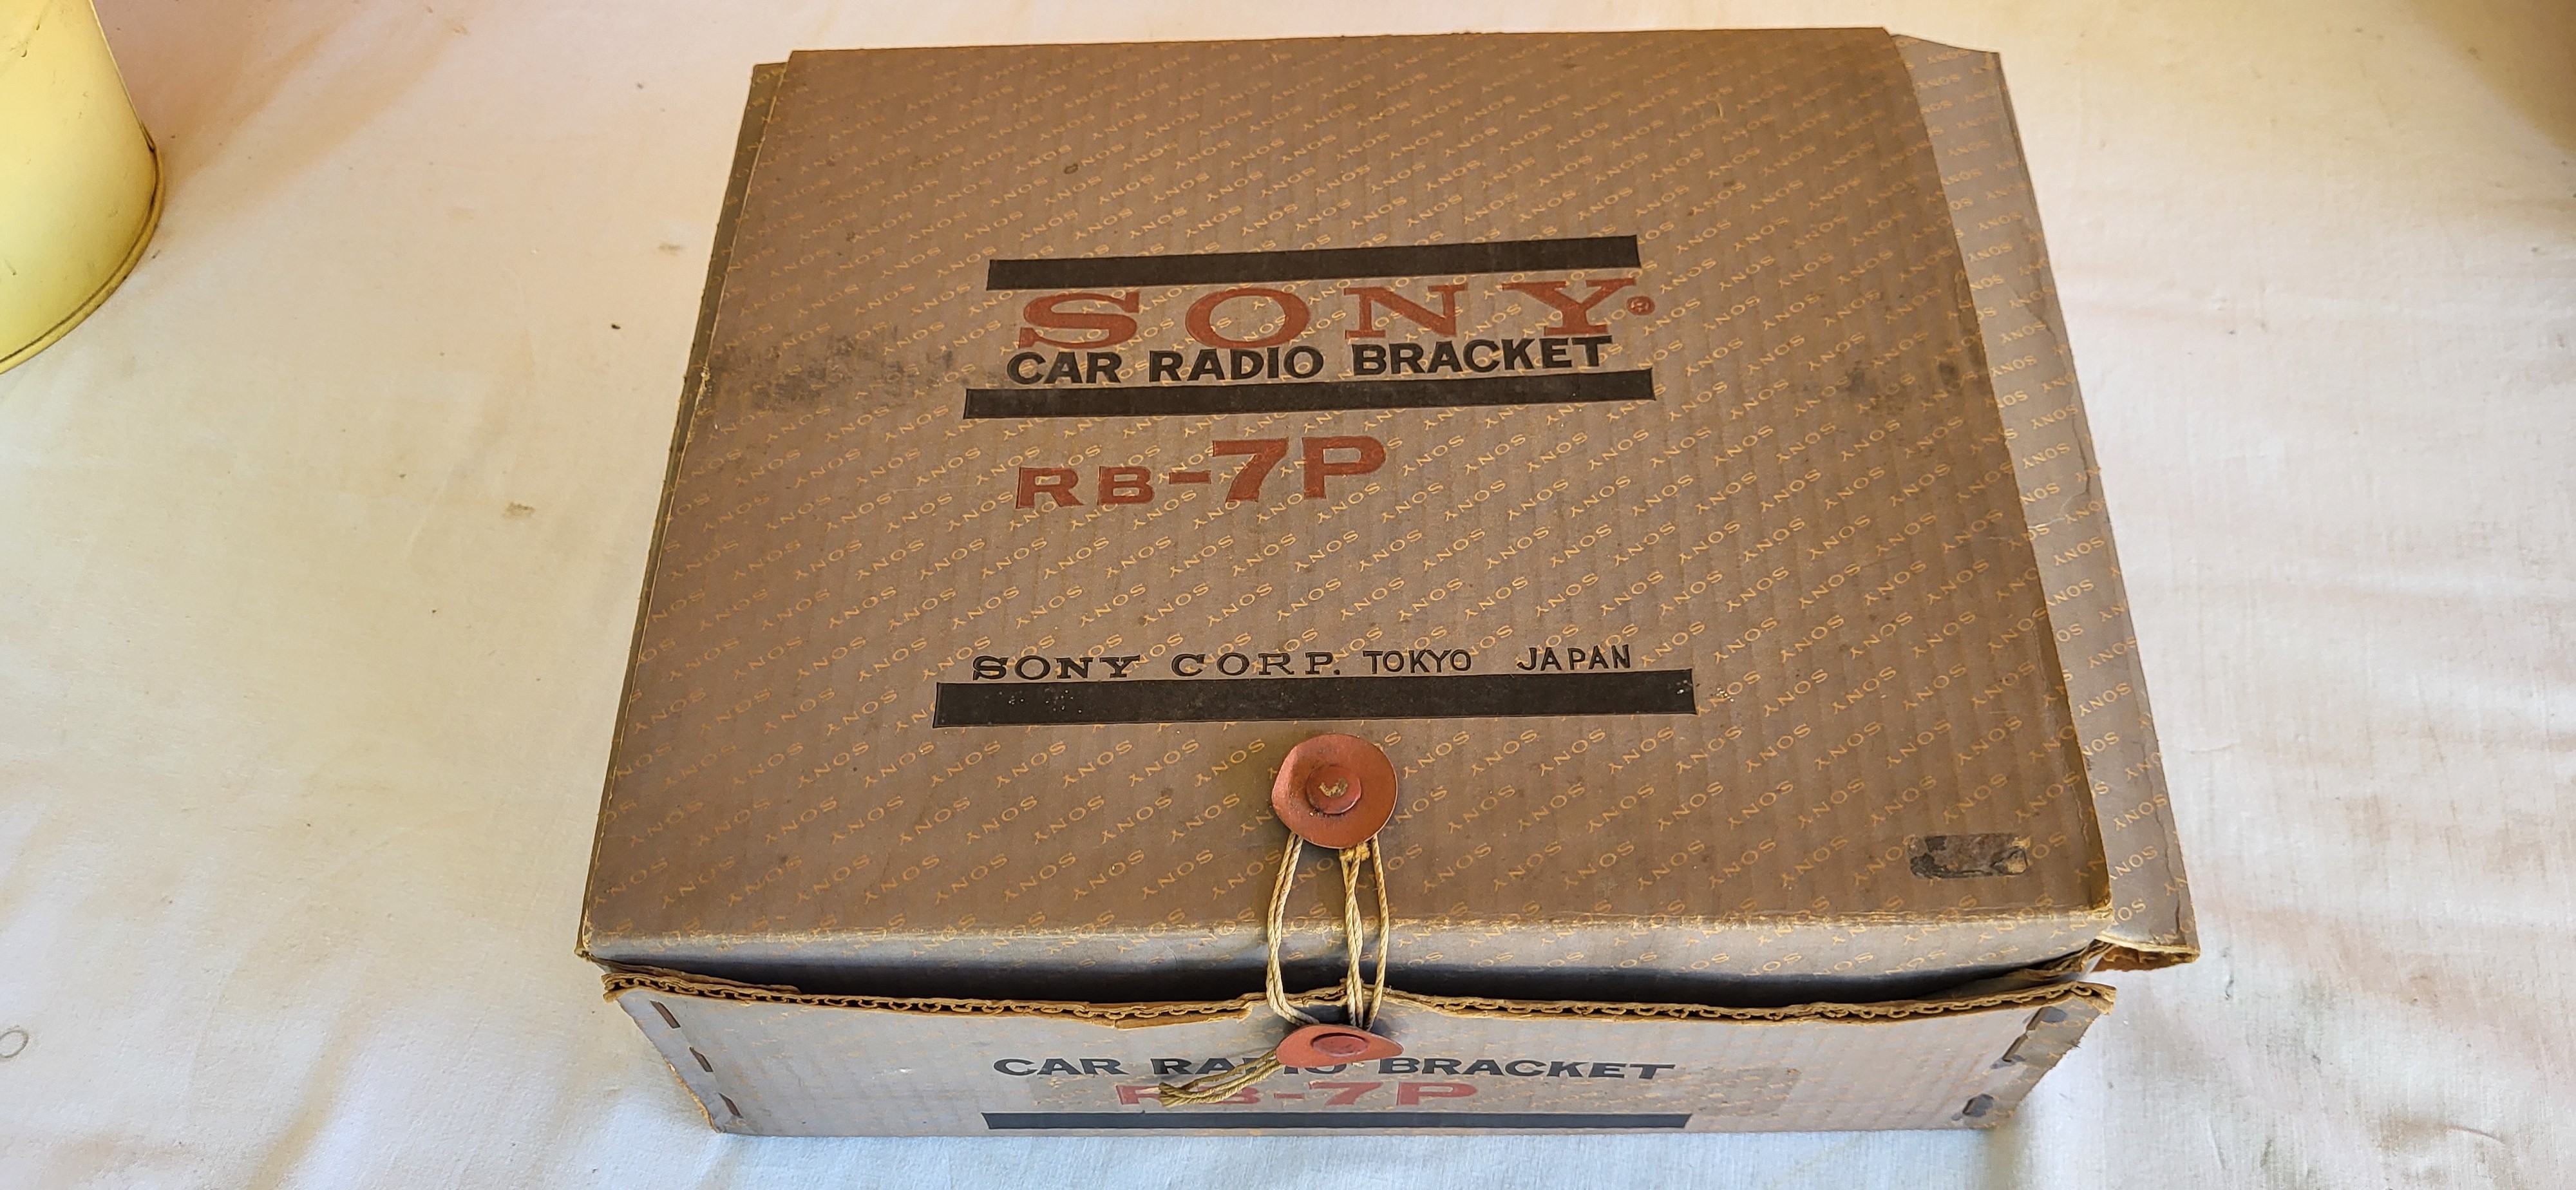 SONY®
CAR RADIO BRACKET
RB-7P
SONY CORP. TOKYO JAPAN
CAR RADIO BRACKET
RB-7P